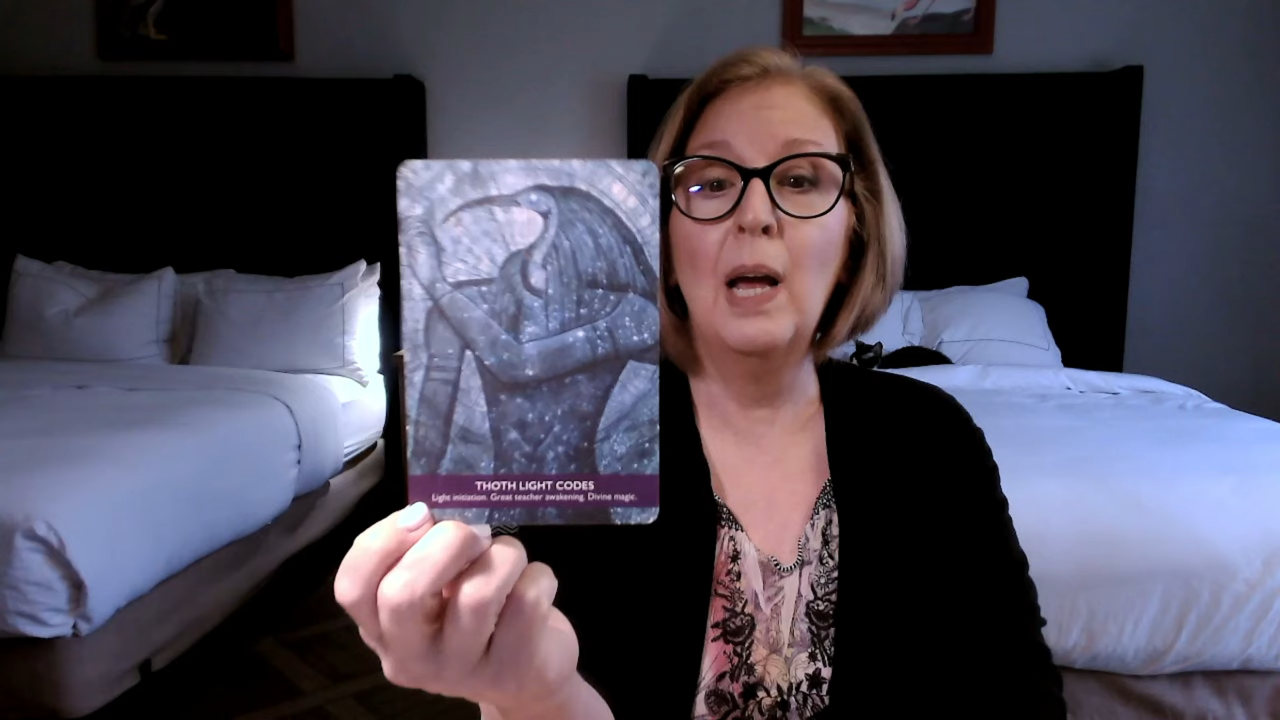 THOTH LIGHT CODES
Light initiation. Great teacher awakening. Divine magic.